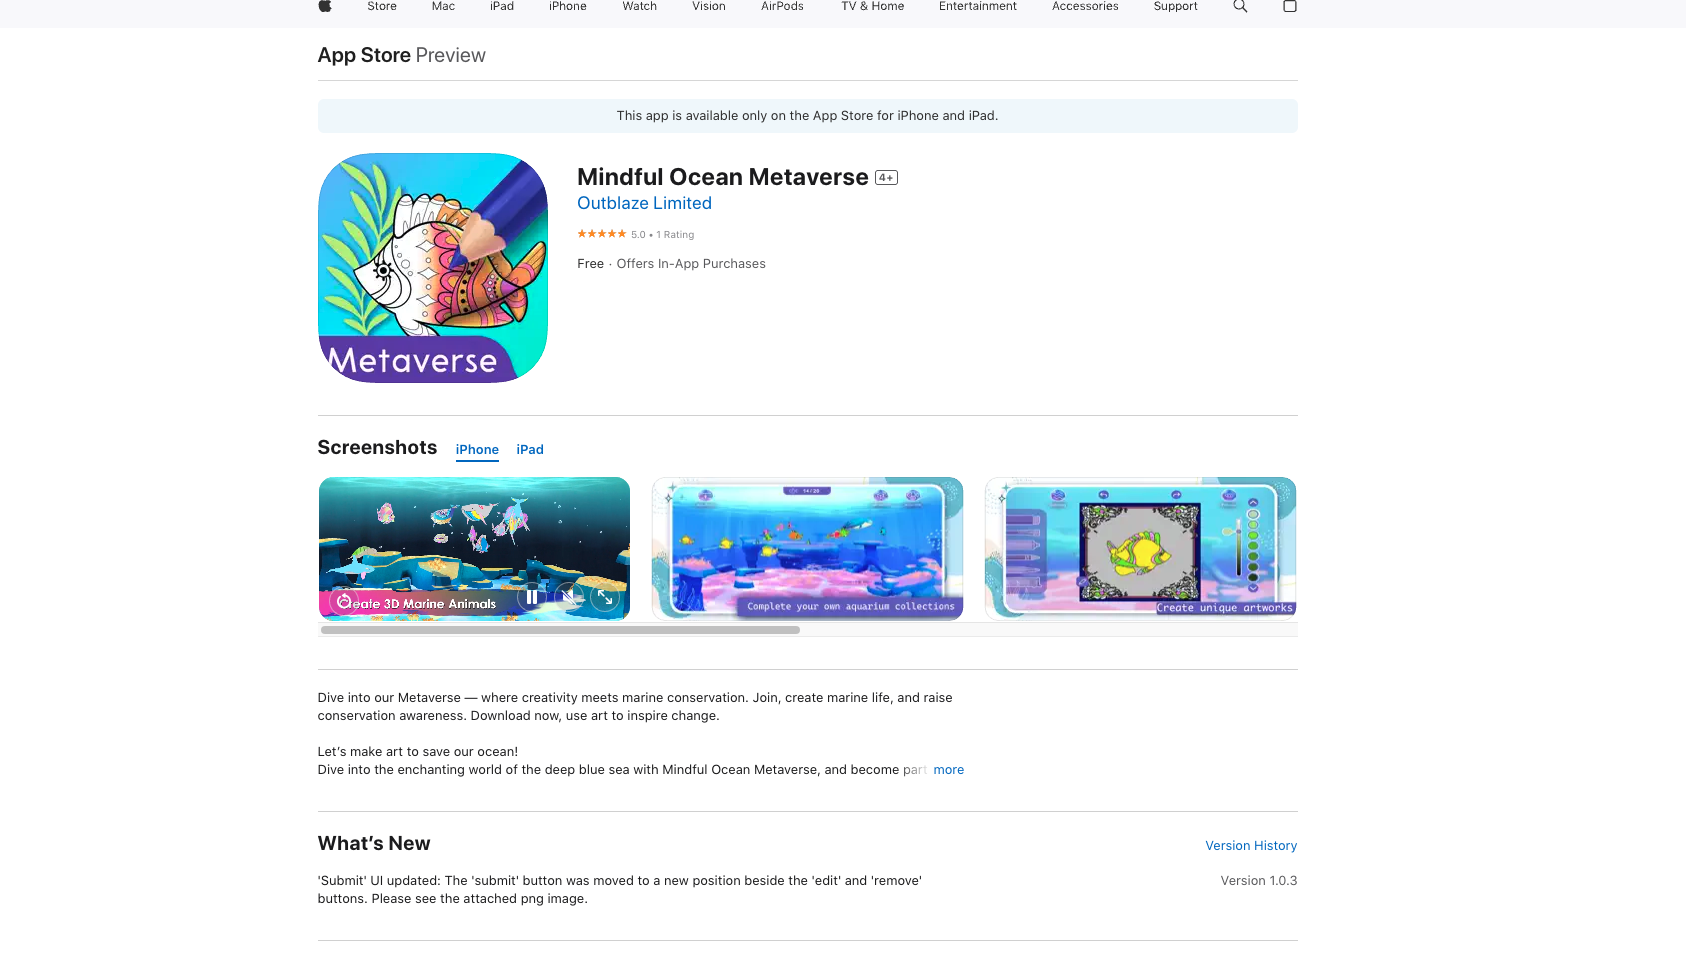 Store Mac iPad iPhone Watch Vision AirPods TV & Home Entertainment Accessories Support
App Store Preview
This app is available only on the App Store for iPhone and iPad.
Metaverse
Mindful Ocean Metaverse 4+
Outblaze Limited
5.0 • 1 Rating
Free · Offers In-App Purchases
Screenshots iPhone iPad
Create 3D Marine Animals
14/20
Complete your own aquarium collections
Create unique artworks
Dive into our Metaverse — where creativity meets marine conservation. Join, create marine life, and raise
conservation awareness. Download now, use art to inspire change.
Let’s make art to save our ocean!
Dive into the enchanting world of the deep blue sea with Mindful Ocean Metaverse, and become part more
What’s New
Version History
'Submit' UI updated: The 'submit' button was moved to a new position beside the 'edit' and 'remove'
buttons. Please see the attached png image.
Version 1.0.3